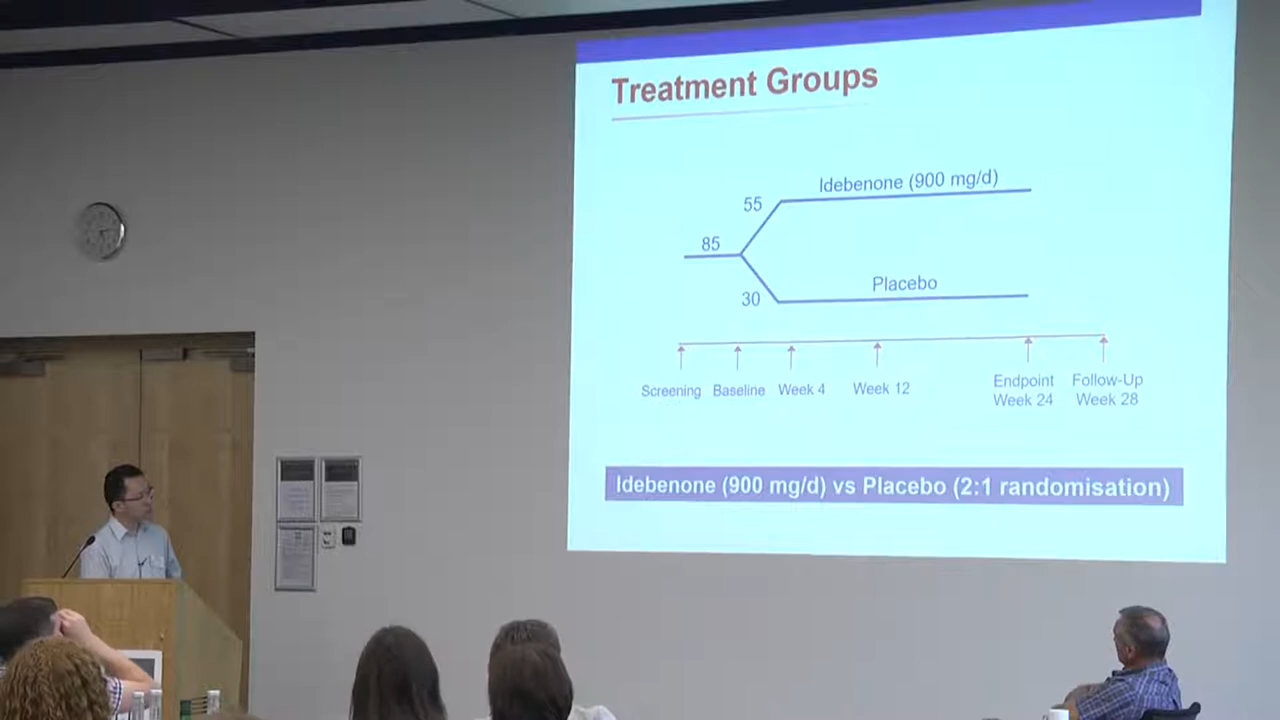 Treatment Groups
Idebenone (900 mg/d)
55
85
Placebo
30
Screening
Baseline
Week 4
Week 12
Endpoint
Week 24
Follow-Up
Week 28
Idebenone (900 mg/d) vs Placebo (2:1 randomisation)